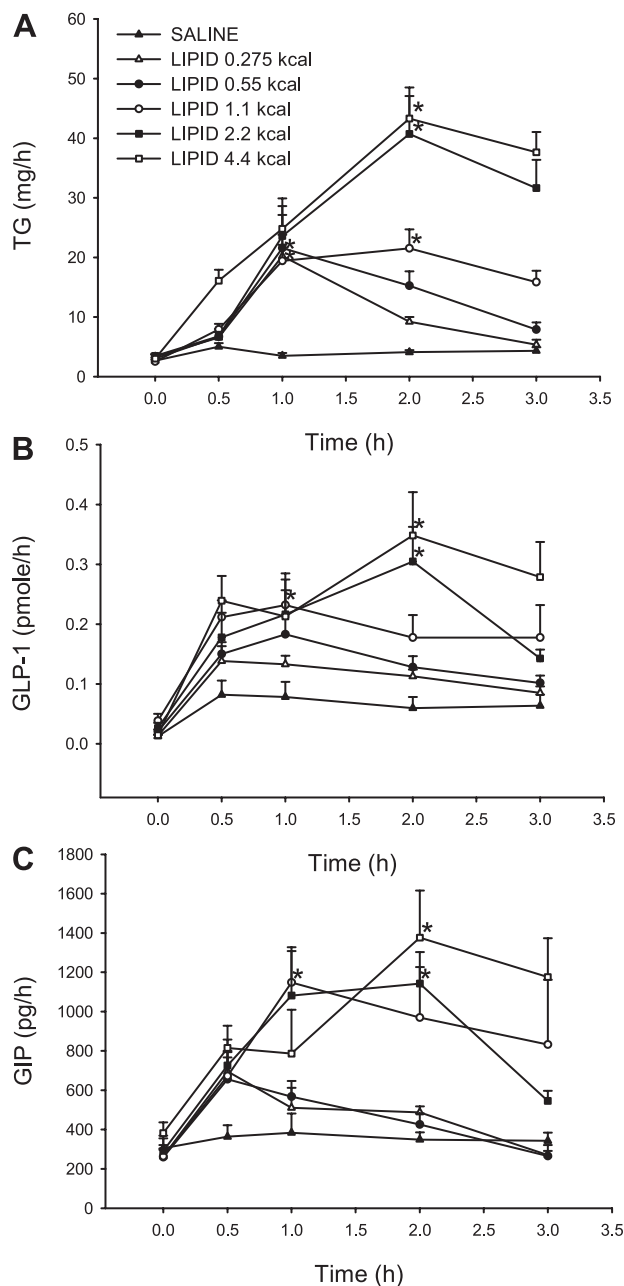 A
SALINE
LIPID 0.275 kcal
LIPID 0.55 kcal
LIPID 1.1 kcal
LIPID 2.2 kcal
LIPID 4.4 kcal
TG (mg/h)
60
50
40
30
20
10
0
* * * * *
0.0 0.5 1.0 1.5 2.0 2.5 3.0 3.5
Time (h)
B
GLP-1 (pmole/h)
0.5
0.4
0.3
0.2
0.1
0.0
* * *
0.0 0.5 1.0 1.5 2.0 2.5 3.0 3.5
Time (h)
C
GIP (pg/h)
1800
1600
1400
1200
1000
800
600
400
200
0
* * *
0.0 0.5 1.0 1.5 2.0 2.5 3.0 3.5
Time (h)